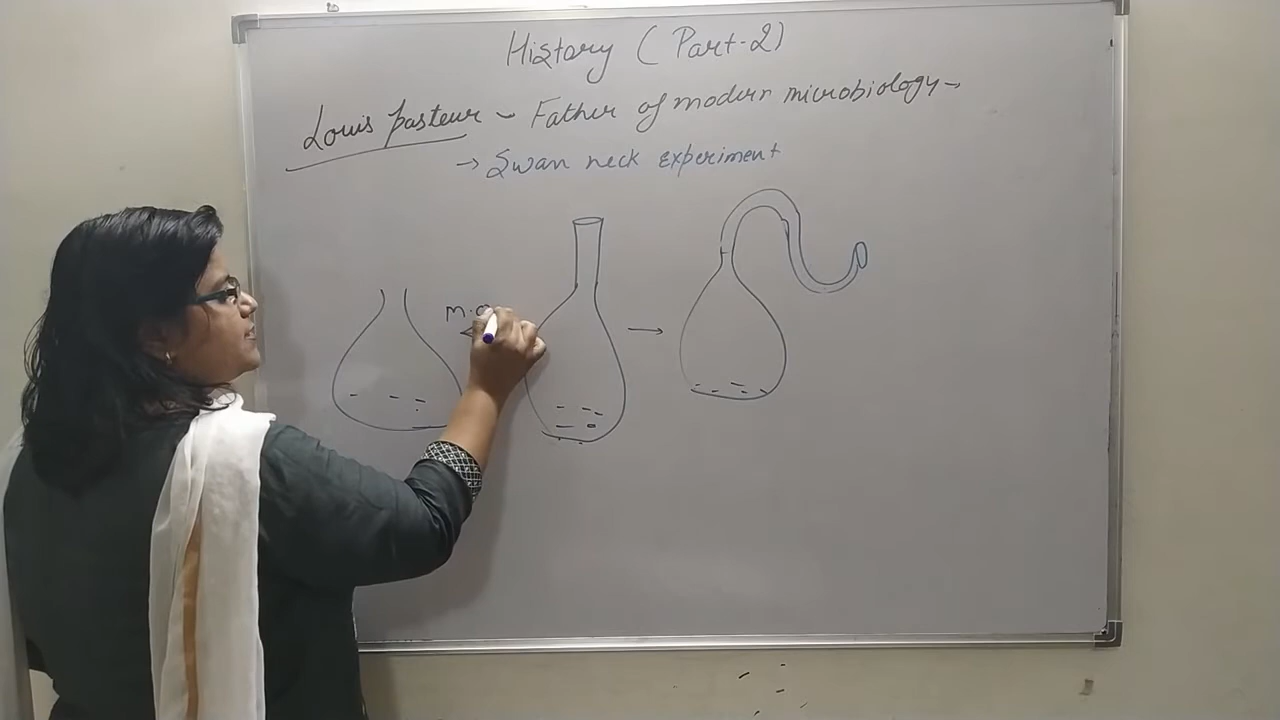 History (Part-2)
Louis Pasteur - Father of modern microbiology -
→ Swan neck experiment
m.o